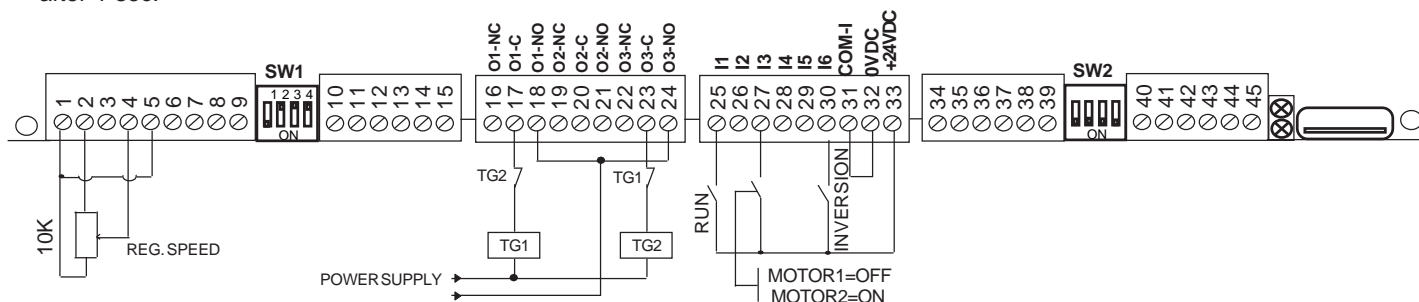 after 1 sec.
O1-NC
O1-C
O1-NO
O2-NC
O2-C
O2-NO
O3-NC
O3-C
O3-NO
I1
I2
I3
I4
I5
I6
COM-I
0VDC
+24VDC
SW1
SW2
1 2 3 4 5 6 7 8 9
1 2 3 4
ON
10 11 12 13 14 15
16 17 18 19 20 21 22 23 24
25 26 27 28 29 30 31 32 33
34 35 36 37 38 39
ON
40 41 42 43 44 45
TG2
TG1
RUN
INVERSION
10K
REG. SPEED
TG1
TG2
POWER SUPPLY
MOTOR1=OFF
MOTOR2=ON